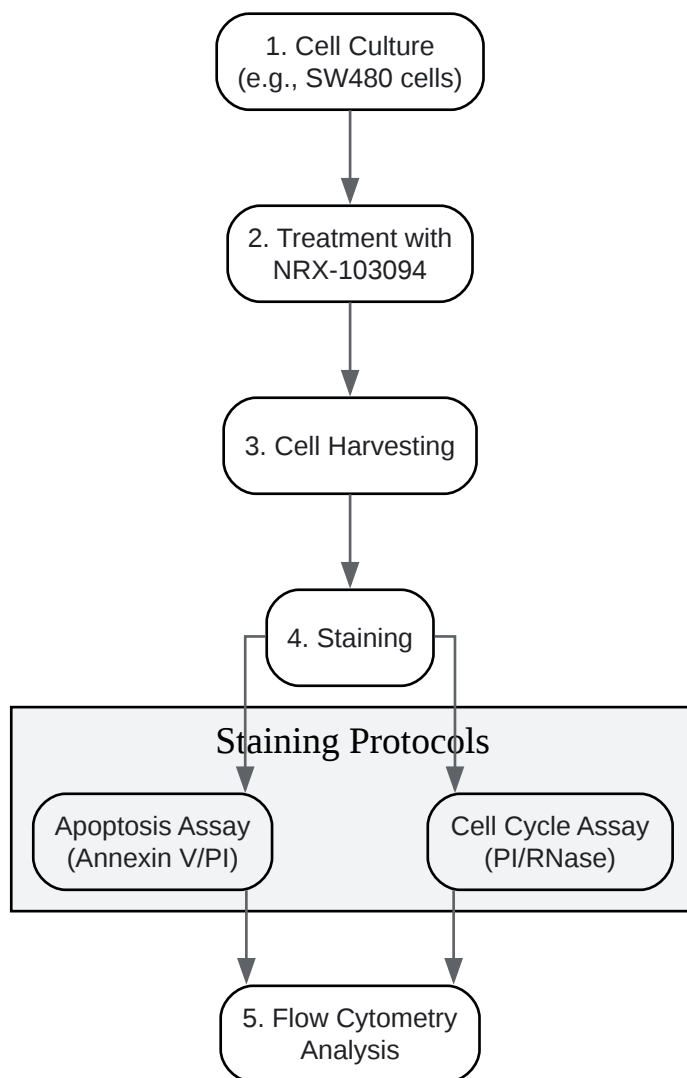 1. Cell Culture
(e.g., SW480 cells)
2. Treatment with
NRX-103094
3. Cell Harvesting
4. Staining
Staining Protocols
Apoptosis Assay
(Annexin V/PI)
Cell Cycle Assay
(PI/RNase)
5. Flow Cytometry
Analysis